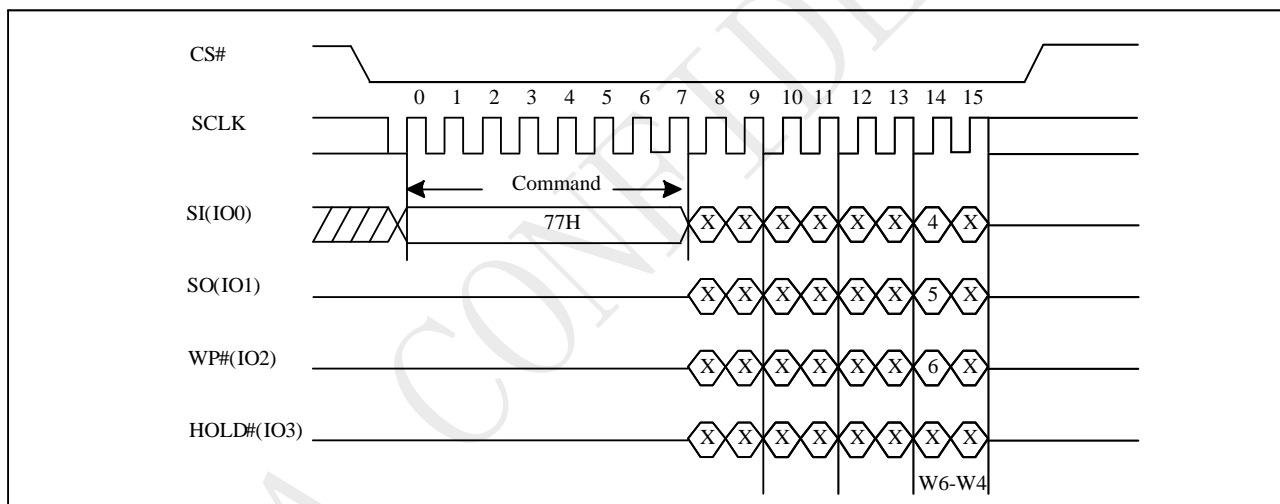 CS#
0 1 2 3 4 5 6 7 8 9 10 11 12 13 14 15
SCLK
Command
SI(IO0) 77H X X X X X X 4 X
SO(IO1) X X X X X X 5 X
WP#(IO2) X X X X X X 6 X
HOLD#(IO3) X X X X X X X X
W6-W4
A CONFIDE